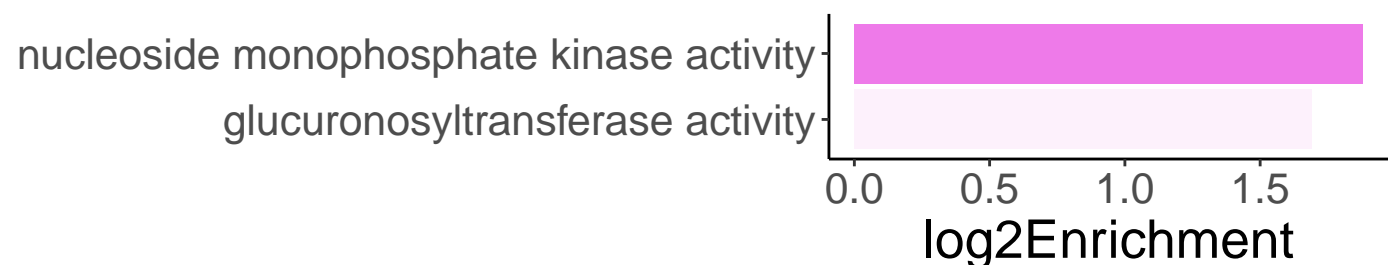 nucleoside monophosphate kinase activity
glucuronosyltransferase activity
0.0 0.5 1.0 1.5
log2Enrichment